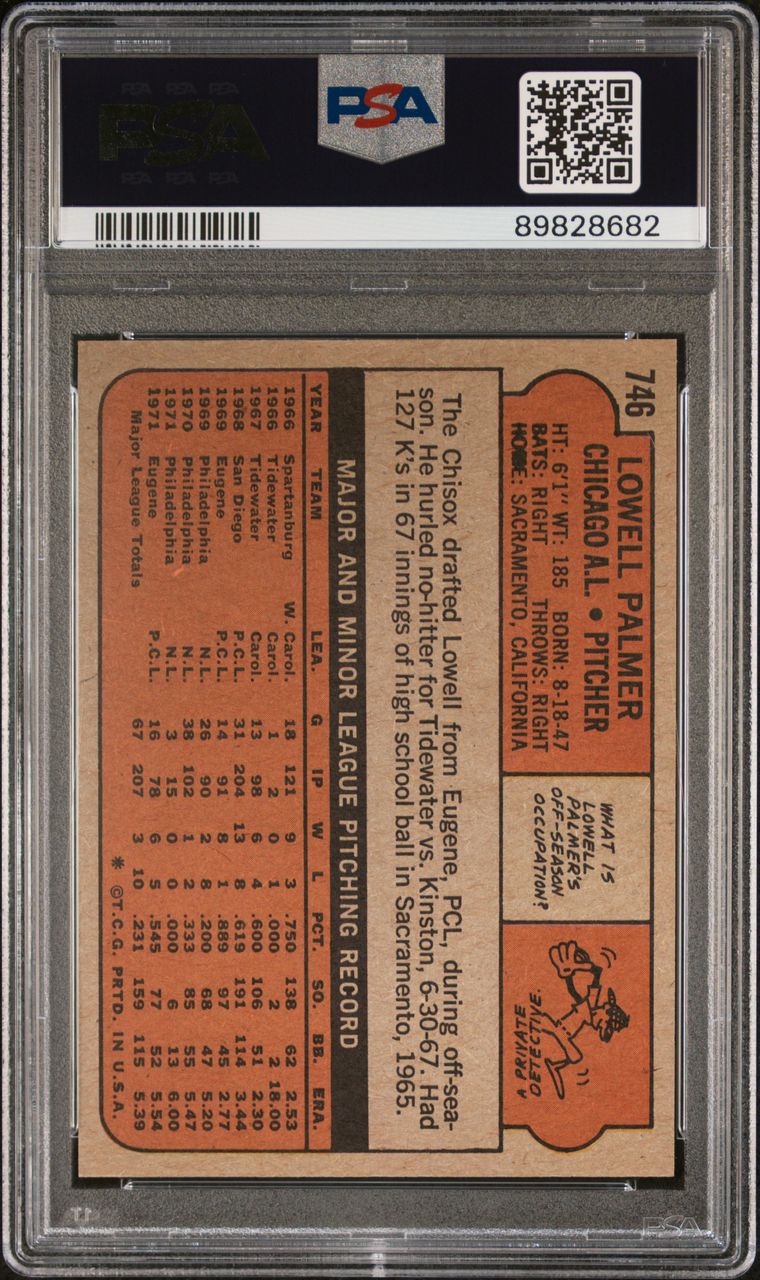 PSA PSA PSA
PSA
PSA PSA PSA
PSA
89828682
746
LOWELL PALMER
CHICAGO A.L. • PITCHER
HT: 6'1" WT: 185 BORN: 8-18-47
BATS: RIGHT THROWS: RIGHT
HOME: SACRAMENTO, CALIFORNIA
WHAT IS
LOWELL
PALMER'S
OFF-SEASON
OCCUPATION?
A PRIVATE
DETECTIVE.
The Chisox drafted Lowell from Eugene, PCL, during off-sea-
son. He hurled no-hitter for Tidewater vs. Kinston, 6-30-67. Had
127 K's in 67 innings of high school ball in Sacramento, 1965.
MAJOR AND MINOR LEAGUE PITCHING RECORD
YEAR TEAM LEA. G IP W L PCT. SO. BB. ERA.
1966 Spartanburg W. Carol. 18 121 9 3 .750 138 62 2.53
1966 Tidewater Carol. 1 2 0 1 .000 2 2 18.00
1967 Tidewater Carol. 13 98 6 4 .600 106 51 2.30
1968 San Diego P.C.L. 31 204 13 8 .619 191 114 3.44
1969 Eugene P.C.L. 14 91 8 1 .889 97 45 2.77
1969 Philadelphia N.L. 26 90 2 8 .200 68 47 5.20
1970 Philadelphia N.L. 38 102 1 2 .333 85 55 5.47
1971 Philadelphia N.L. 3 15 0 0 .000 6 13 6.00
1971 Eugene P.C.L. 16 78 6 5 .545 77 52 5.54
Major League Totals 67 207 3 10 .231 159 115 5.39
* ©T.C.G. PRTD. IN U.S.A.
PSA